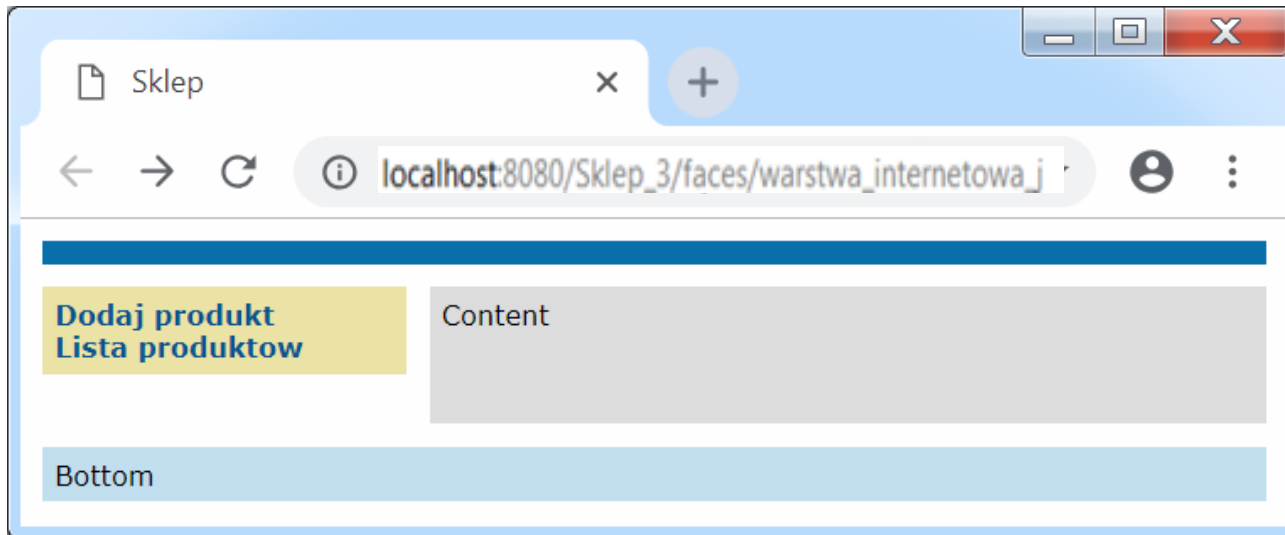 Sklep
localhost:8080/Sklep_3/faces/warstwa_internetowa_j
Dodaj produkt
Lista produktow
Content
Bottom